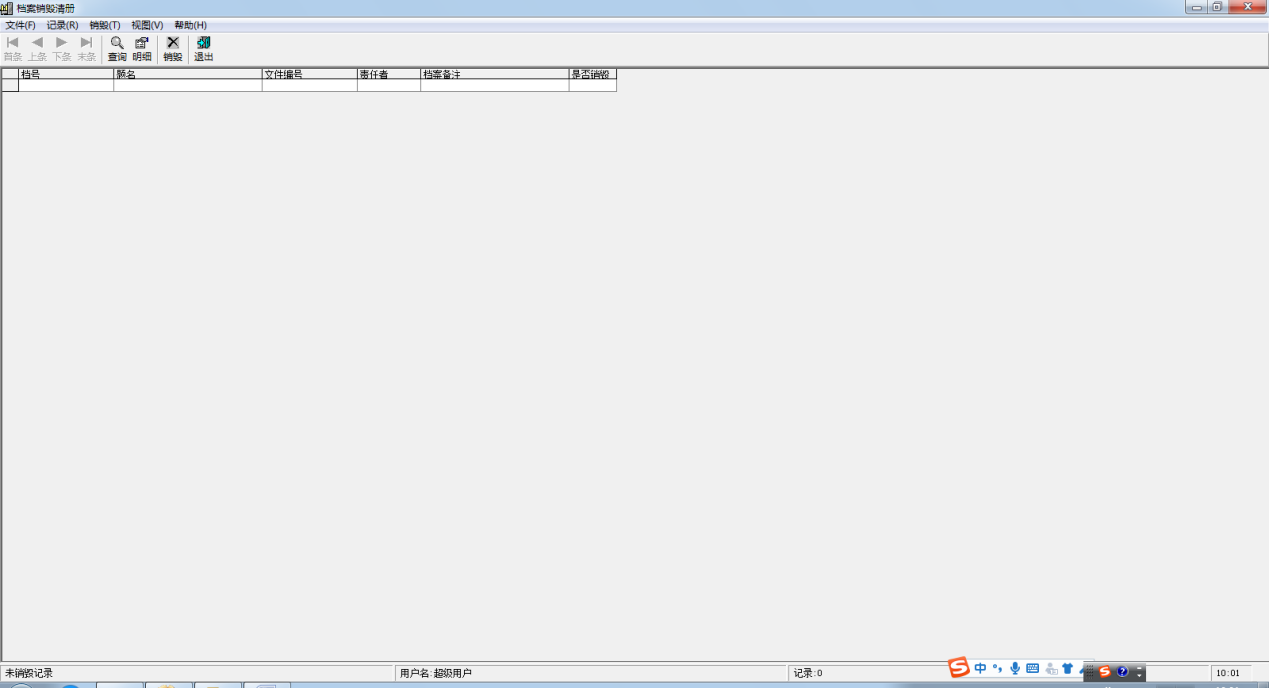 档案销毁清册
文件(F) 记录(R) 销毁(T) 视图(V) 帮助(H)
首条 上条 下条 末条 查询 明细 销毁 退出
档号 题名 文件编号 责任者 档案备注 是否销毁
未销毁记录 用户名:超级用户 记录:0 中 10:01